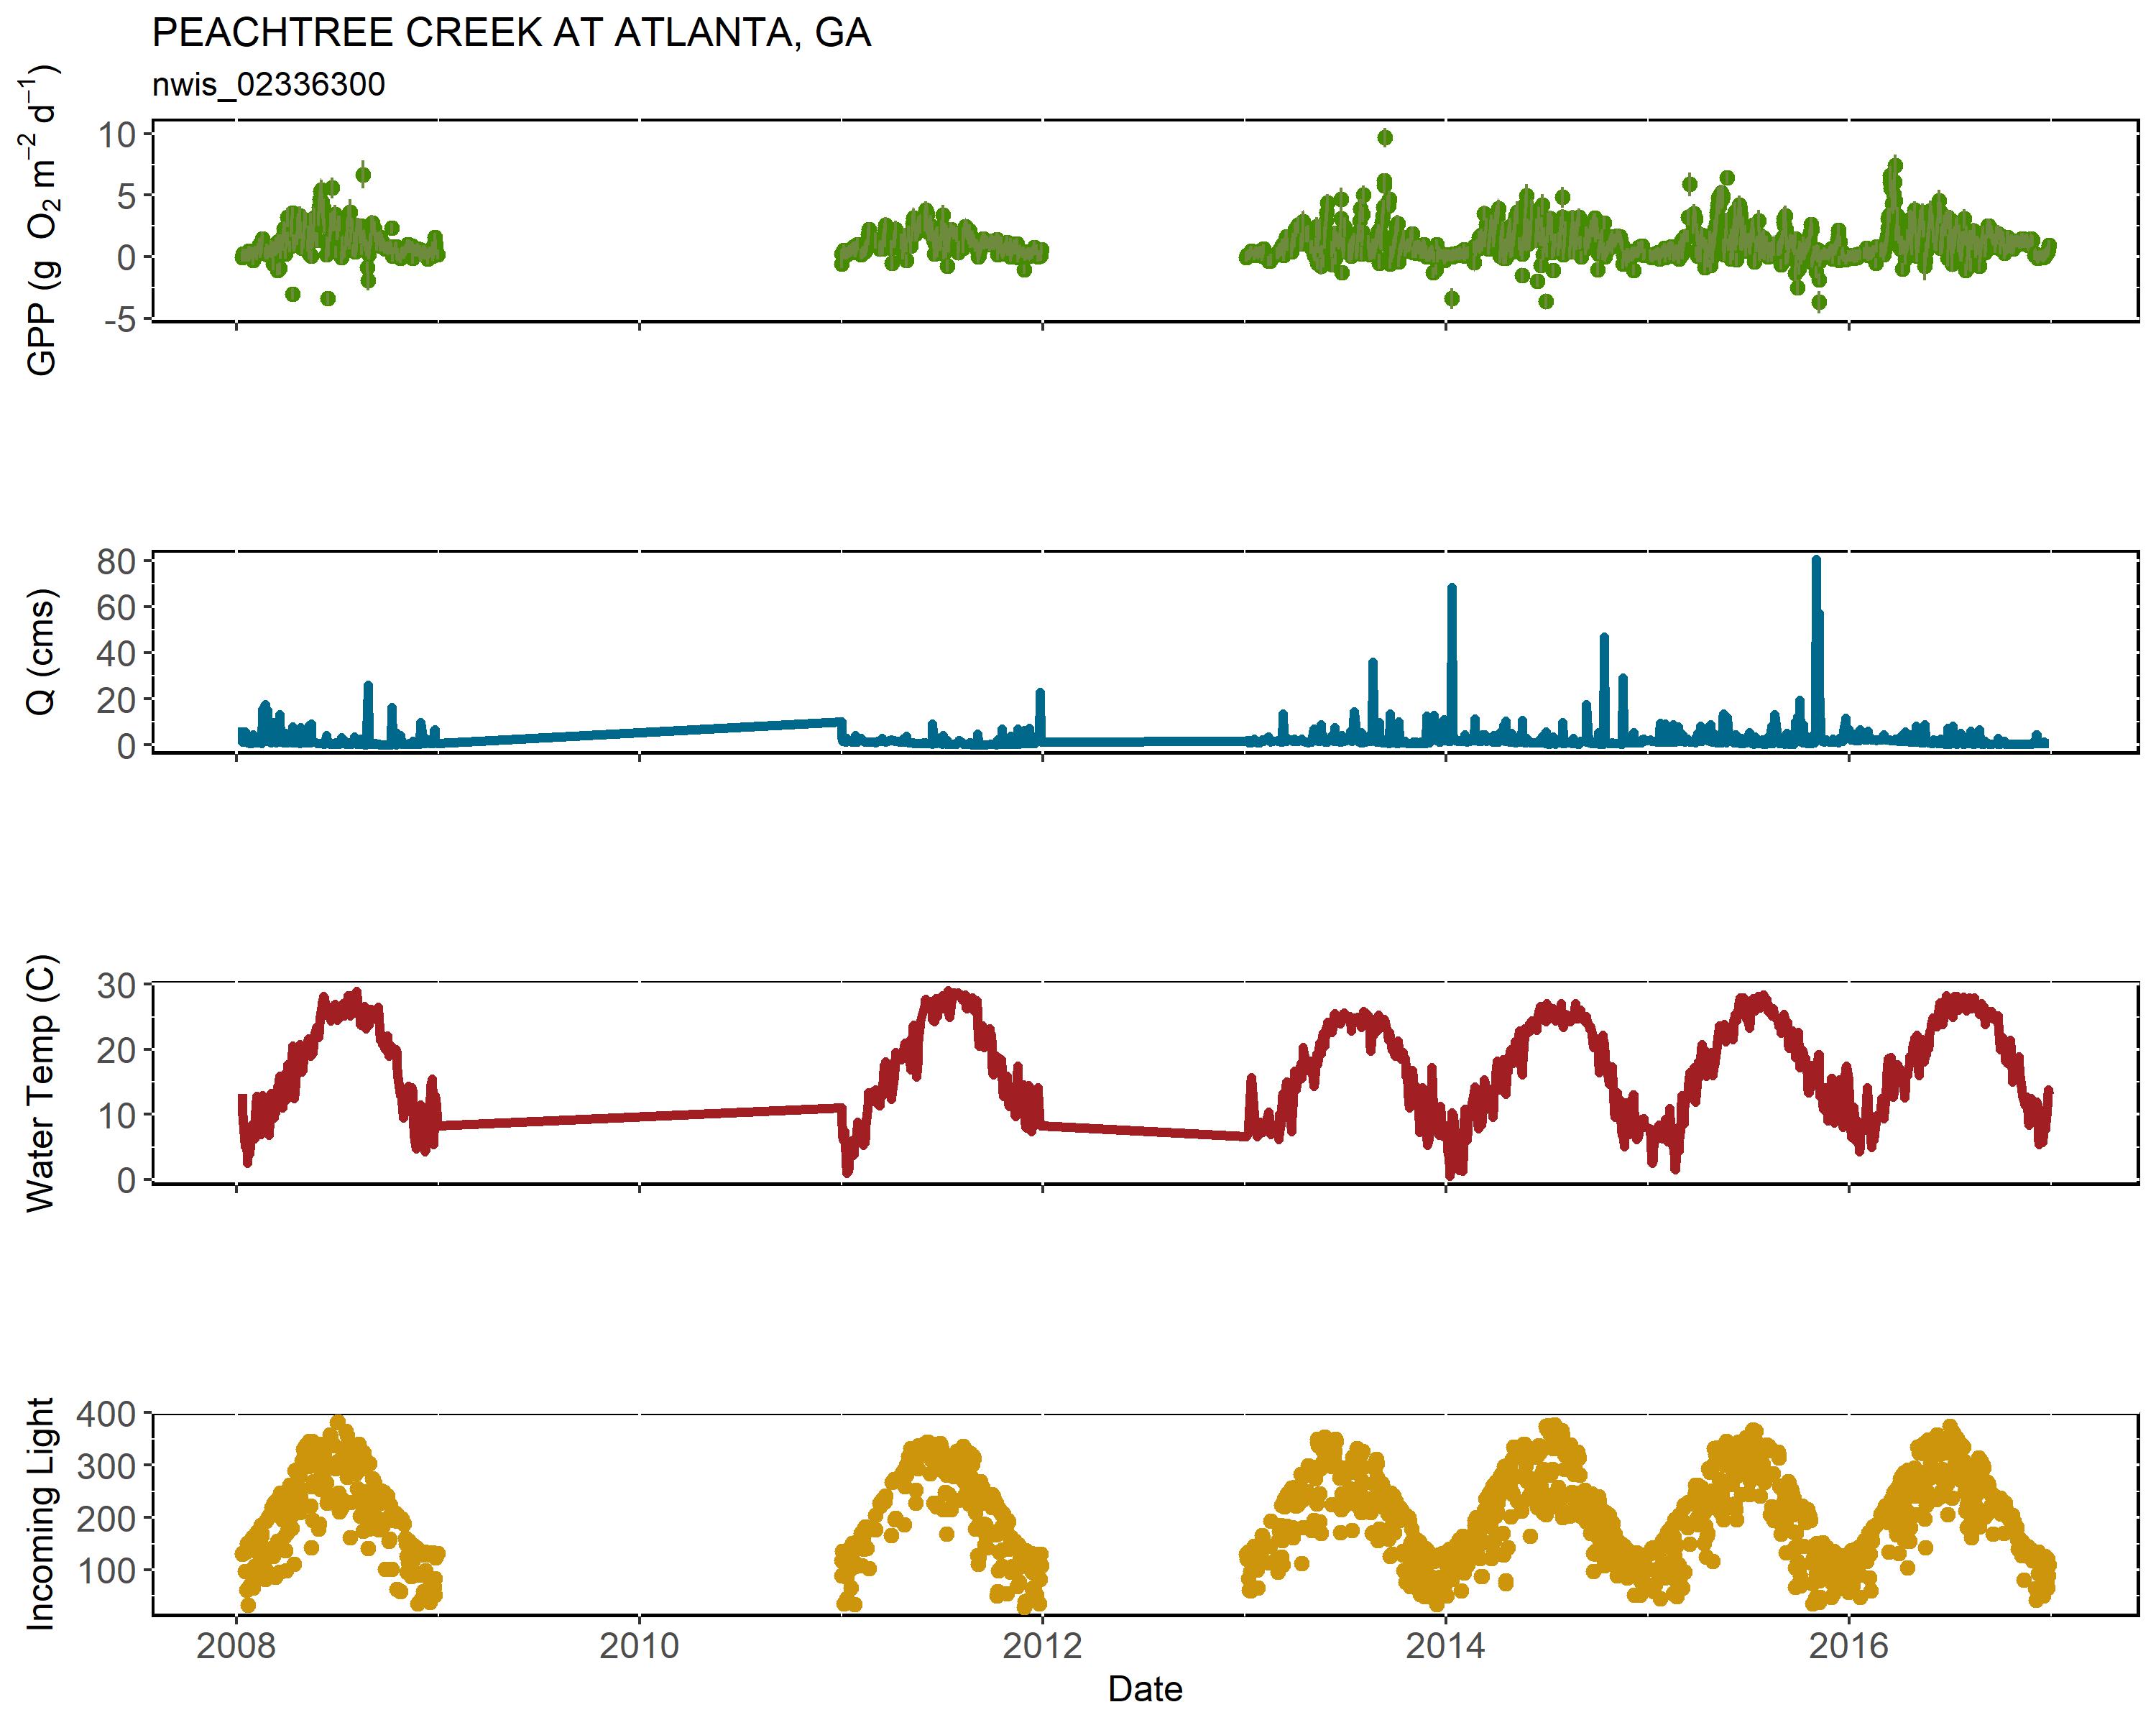 PEACHTREE CREEK AT ATLANTA, GA
nwis_02336300
GPP (g O₂ m⁻² d⁻¹)
10
5
0
-5
Q (cms)
80
60
40
20
0
Water Temp (C)
30
20
10
0
Incoming Light
400
300
200
100
2008 2010 2012 2014 2016
Date